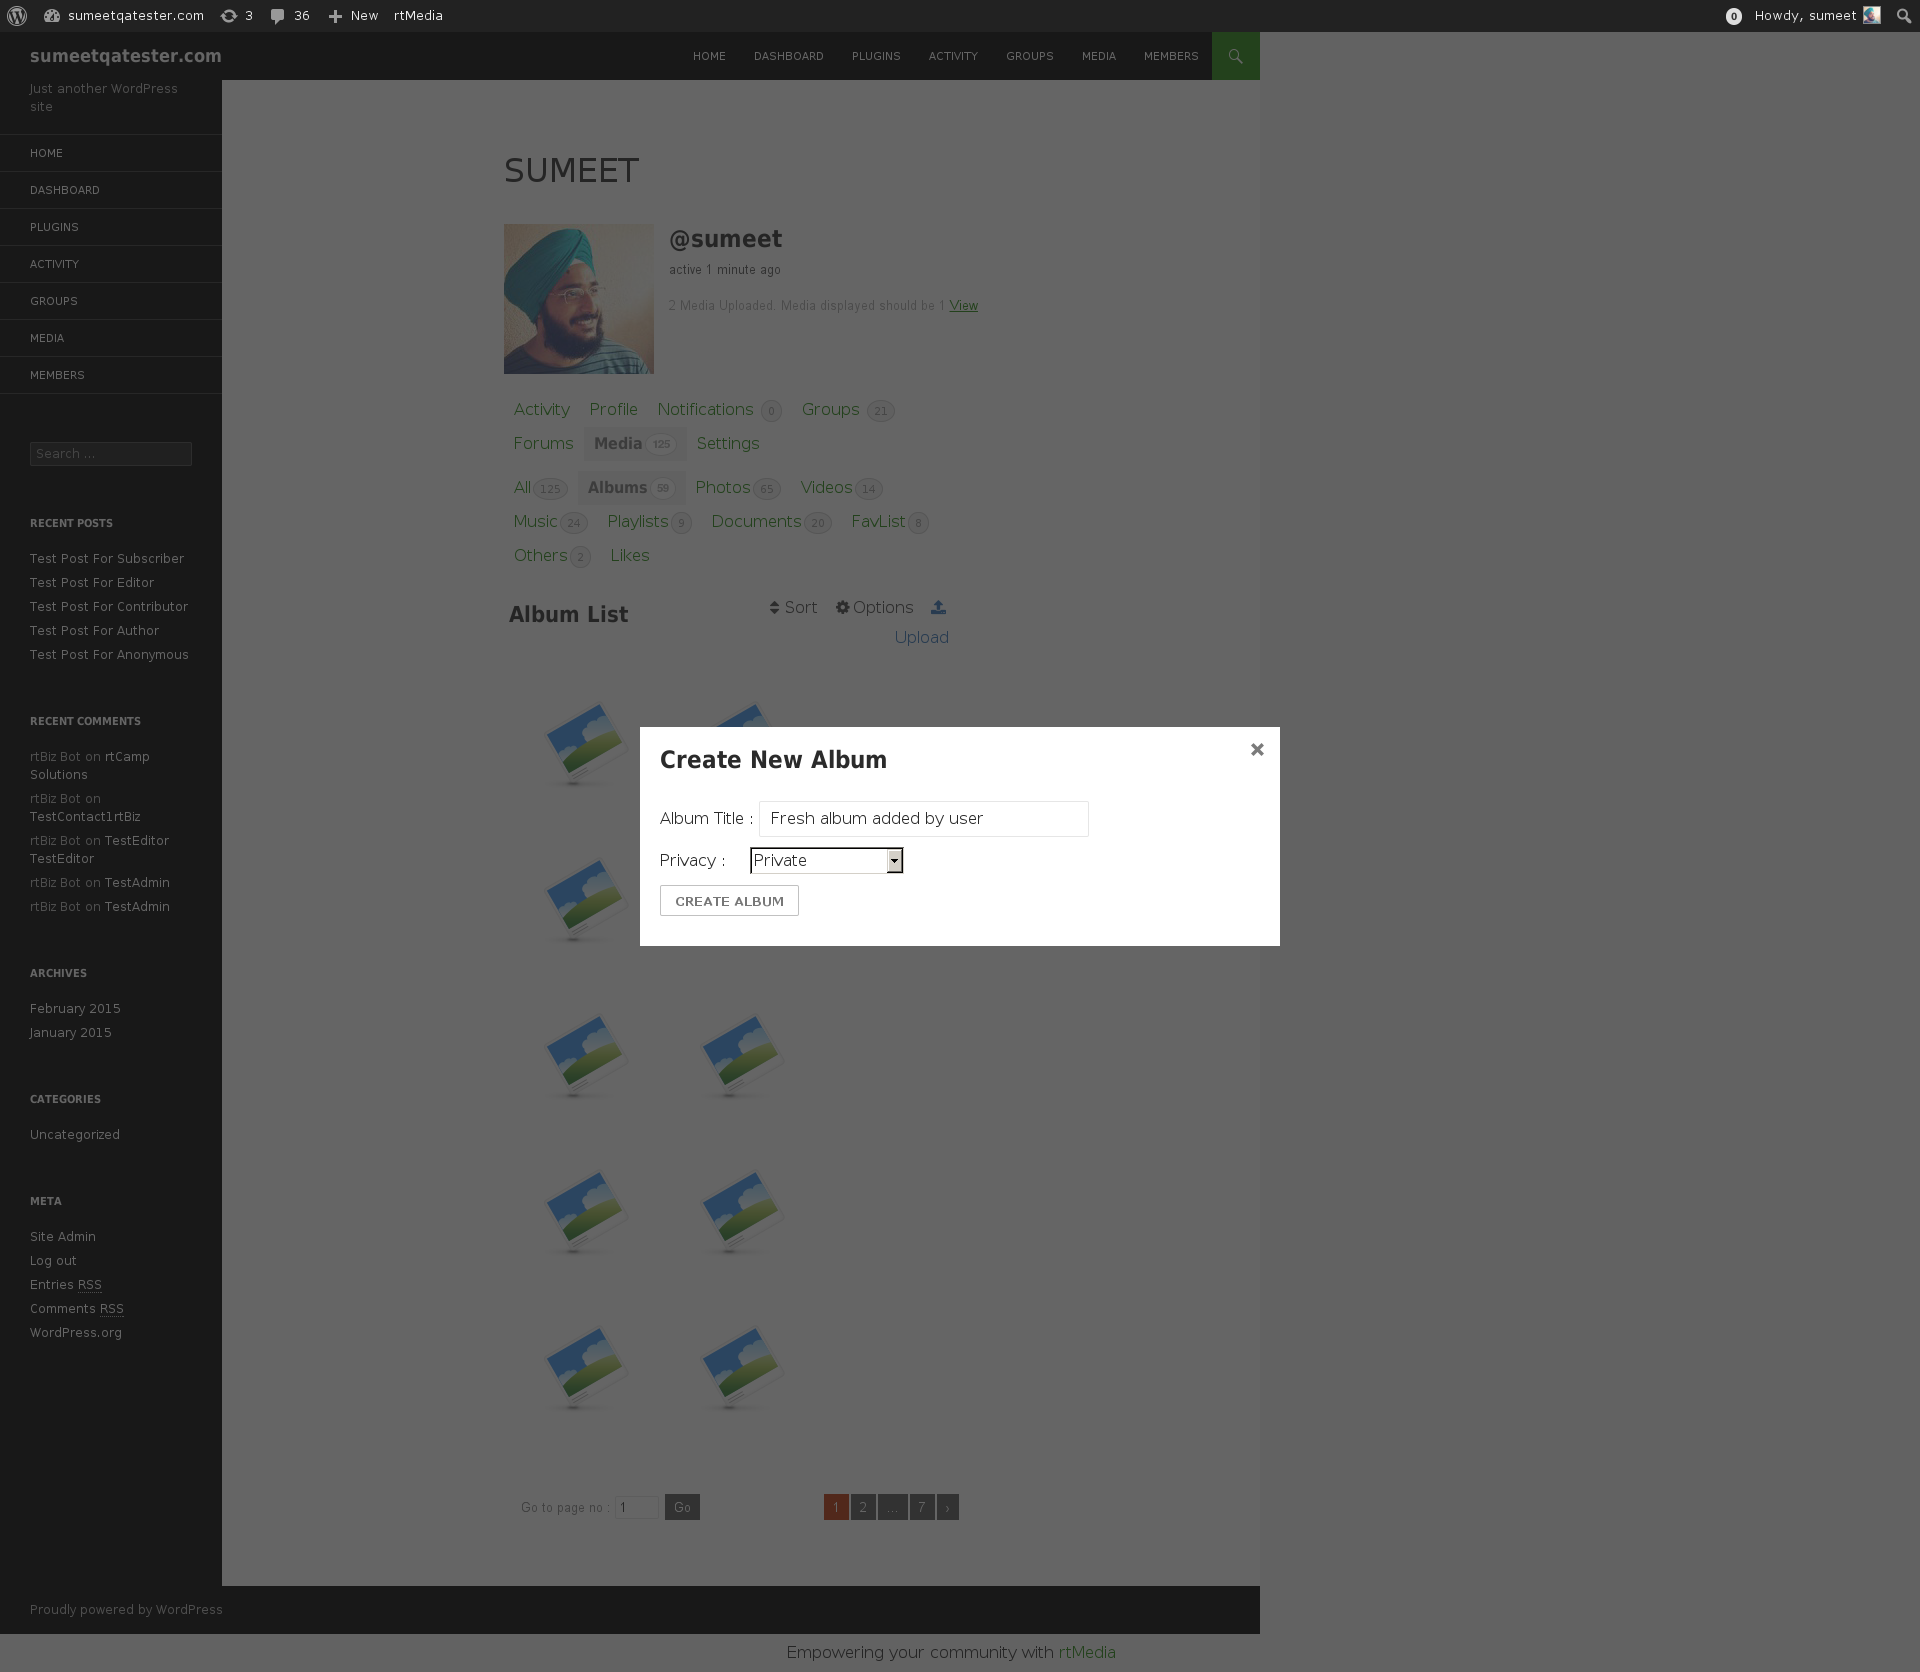 sumeetqatester.com 3 36 New rtMedia 0 Howdy, sumeet
sumeetqatester.com HOME DASHBOARD PLUGINS ACTIVITY GROUPS MEDIA MEMBERS
Just another WordPress
site
HOME
DASHBOARD
PLUGINS
ACTIVITY
GROUPS
MEDIA
MEMBERS
Search ...
RECENT POSTS
Test Post For Subscriber
Test Post For Editor
Test Post For Contributor
Test Post For Author
Test Post For Anonymous
RECENT COMMENTS
rtBiz Bot on rtCamp
Solutions
rtBiz Bot on
TestContact1rtBiz
rtBiz Bot on TestEditor
TestEditor
rtBiz Bot on TestAdmin
rtBiz Bot on TestAdmin
ARCHIVES
February 2015
January 2015
CATEGORIES
Uncategorized
META
Site Admin
Log out
Entries RSS
Comments RSS
WordPress.org
SUMEET
@sumeet
active 1 minute ago
2 Media Uploaded. Media displayed should be 1 View
Activity Profile Notifications 0 Groups 21
Forums Media 125 Settings
All 125 Albums 59 Photos 65 Videos 14
Music 24 Playlists 9 Documents 20 FavList 8
Others 2 Likes
Album List Sort Options
Upload
Create New Album ×
Album Title : Fresh album added by user
Privacy : Private
CREATE ALBUM
Go to page no : 1 Go 1 2 ... 7 ›
Proudly powered by WordPress
Empowering your community with rtMedia